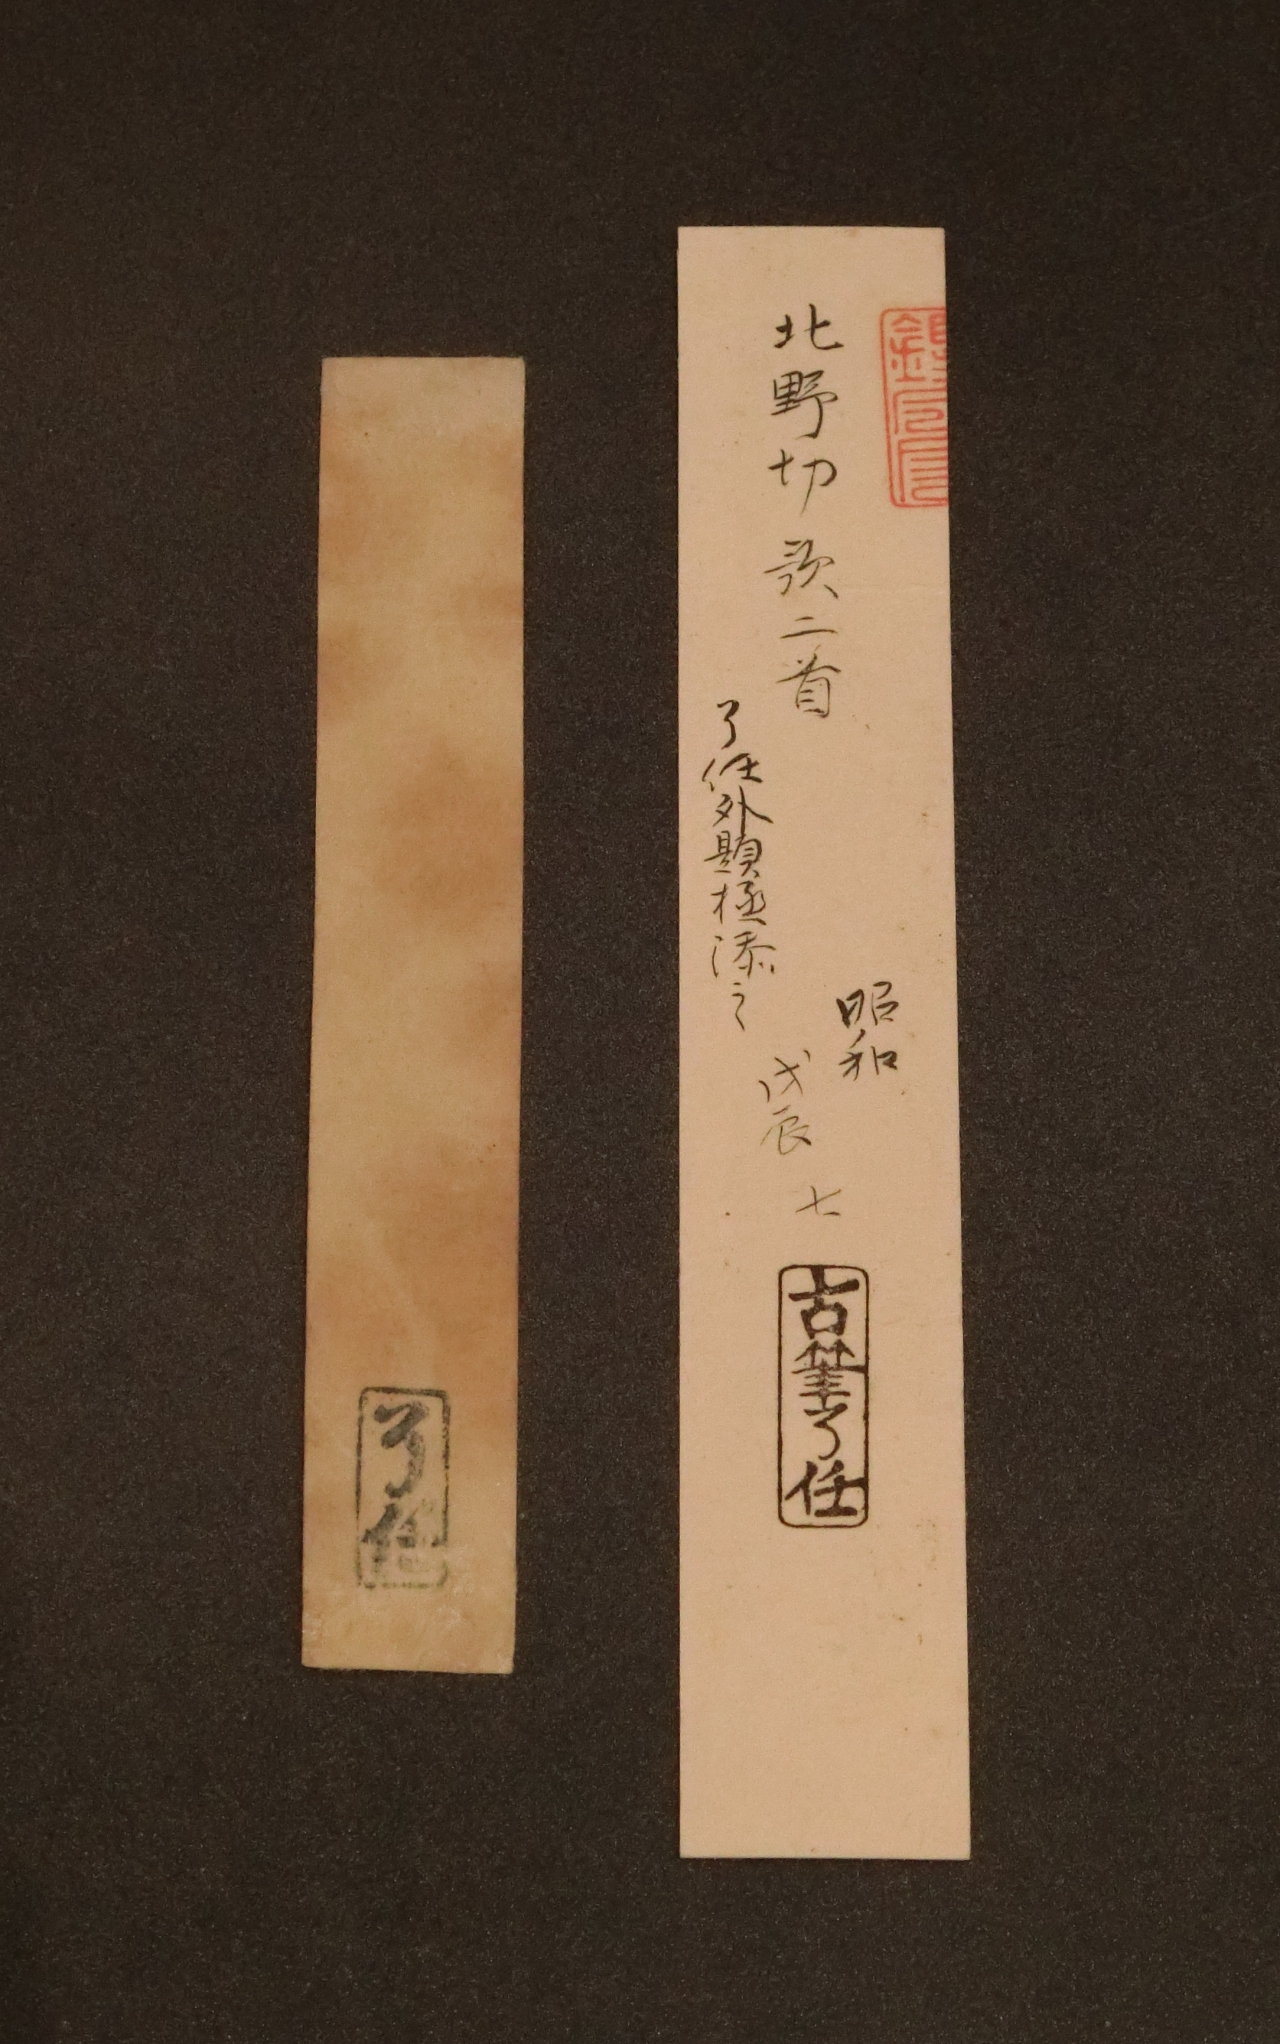 北野切歌二首
了任外題極添之
昭和
戊辰 七
古筆了任
了任